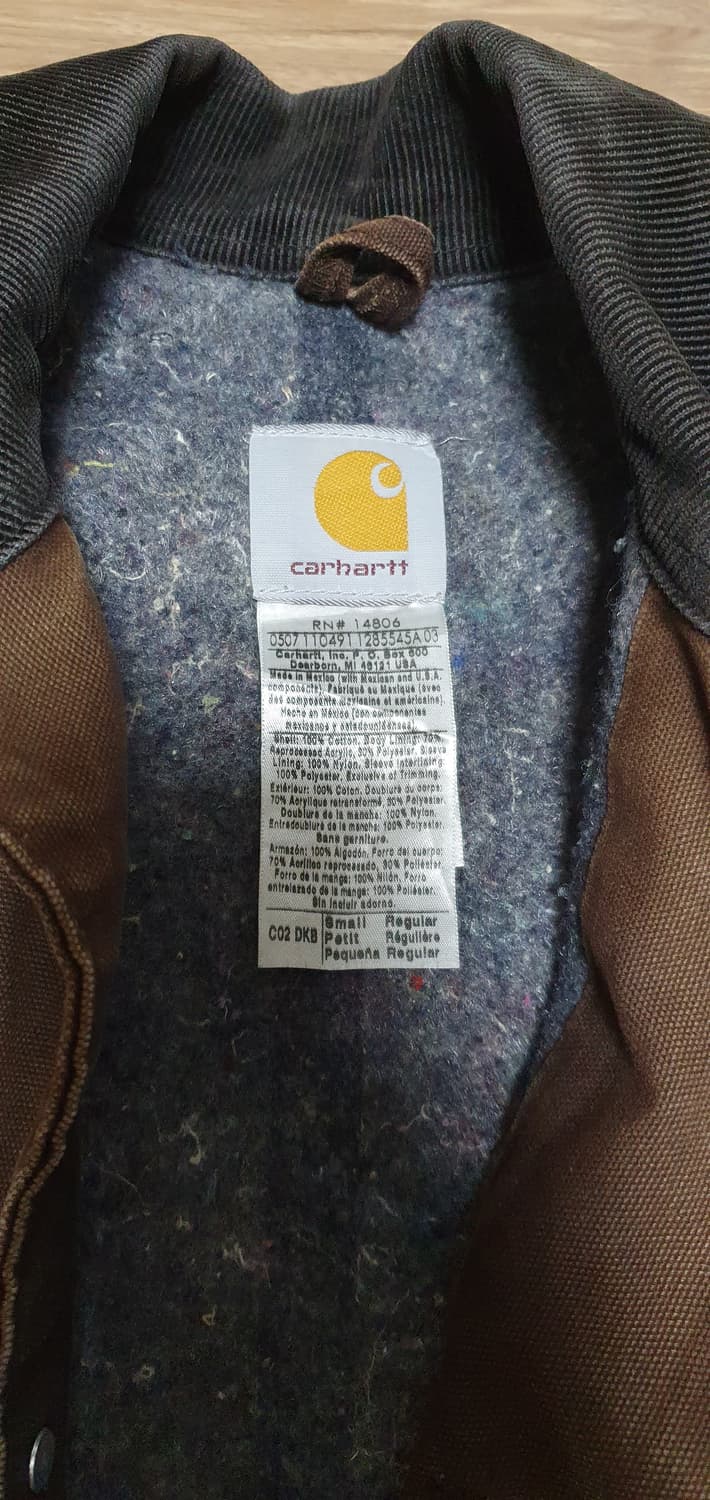 carhartt
RN# 14806
0507110491 1285545A 03
Carhartt, Inc. P. O. Box 600
Dearborn, MI 48121 USA
Made in Mexico (with Mexican and U.S.A.
components). Fabriqué au Mexique (avec
des composants mexicains et américains).
Hecho en México (con componentes
mexicanos y estadounidenses).
Shell: 100% Cotton. Body Lining: 70%
Reprocessed Acrylic, 30% Polyester. Sleeve
Lining: 100% Nylon. Sleeve Interlining:
100% Polyester. Exclusive of Trimming.
Extérieur: 100% Coton. Doublure du corps:
70% Acrylique retransformé, 30% Polyester.
Doublure de la manche: 100% Nylon.
Entredoublure de la manche: 100% Polyester.
Sans garniture.
Armazón: 100% Algodón. Forro del cuerpo:
70% Acrílico reprocesado, 30% Poliéster.
Forro de la manga: 100% Nilón. Forro
entrelazado de la manga: 100% Poliéster.
Sin incluir adorno.
C02 DKB Small Regular
Petit Régulière
Pequeña Regular